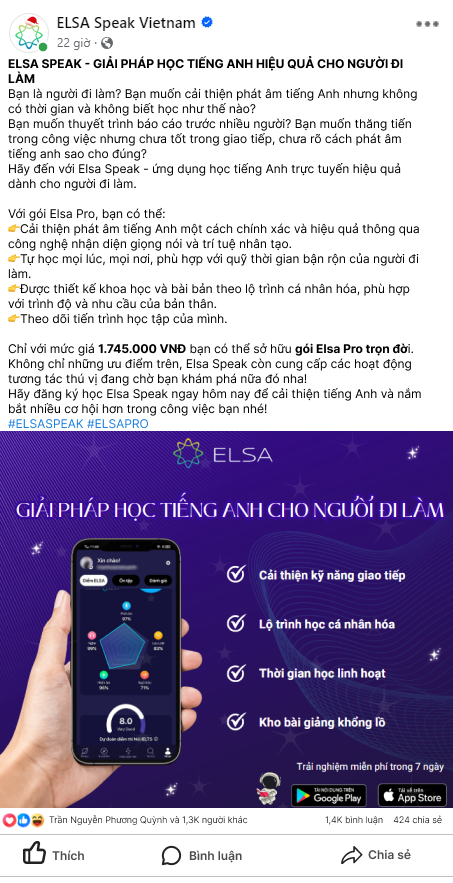 ELSA Speak Vietnam
22 giờ ·
ELSA SPEAK - GIẢI PHÁP HỌC TIẾNG ANH HIỆU QUẢ CHO NGƯỜI ĐI
LÀM
Bạn là người đi làm? Bạn muốn cải thiện phát âm tiếng Anh nhưng không
có thời gian và không biết học như thế nào?
Bạn muốn thuyết trình báo cáo trước nhiều người? Bạn muốn thăng tiến
trong công việc nhưng chưa tốt trong giao tiếp, chưa rõ cách phát âm
tiếng anh sao cho đúng?
Hãy đến với Elsa Speak - ứng dụng học tiếng Anh trực tuyến hiệu quả
dành cho người đi làm.
Với gói Elsa Pro, bạn có thể:
👉Cải thiện phát âm tiếng Anh một cách chính xác và hiệu quả thông qua
công nghệ nhận diện giọng nói và trí tuệ nhân tạo.
👉Tự học mọi lúc, mọi nơi, phù hợp với quỹ thời gian bận rộn của người đi
làm.
👉Được thiết kế khoa học và bài bản theo lộ trình cá nhân hóa, phù hợp
với trình độ và nhu cầu của bản thân.
👉Theo dõi tiến trình học tập của mình.
Chỉ với mức giá 1.745.000 VNĐ bạn có thể sở hữu gói Elsa Pro trọn đời.
Không chỉ những ưu điểm trên, Elsa Speak còn cung cấp các hoạt động
tương tác thú vị đang chờ bạn khám phá nữa đó nha!
Hãy đăng ký học Elsa Speak ngay hôm nay để cải thiện tiếng Anh và nắm
bắt nhiều cơ hội hơn trong công việc bạn nhé!
#ELSASPEAK #ELSAPRO
ELSA
GIẢI PHÁP HỌC TIẾNG ANH CHO NGƯỜI ĐI LÀM
Xin chào!
Điểm ELSA
Ôn tập
Đánh giá
97%
99%
83%
96%
71%
8.0
Dự đoán điểm thi Nói IELTS
Cải thiện kỹ năng giao tiếp
Lộ trình học cá nhân hóa
Thời gian học linh hoạt
Kho bài giảng khổng lồ
Trải nghiệm miễn phí trong 7 ngày
TẢI NỘI DUNG TRÊN
Google Play
Tải về trên
App Store
Trần Nguyễn Phương Quỳnh và 1,3K người khác
1,4K bình luận
424 chia sẻ
Thích
Bình luận
Chia sẻ